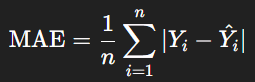 MAE = \frac{1}{n} \sum_{i=1}^{n} |Y_i - \hat{Y}_i|